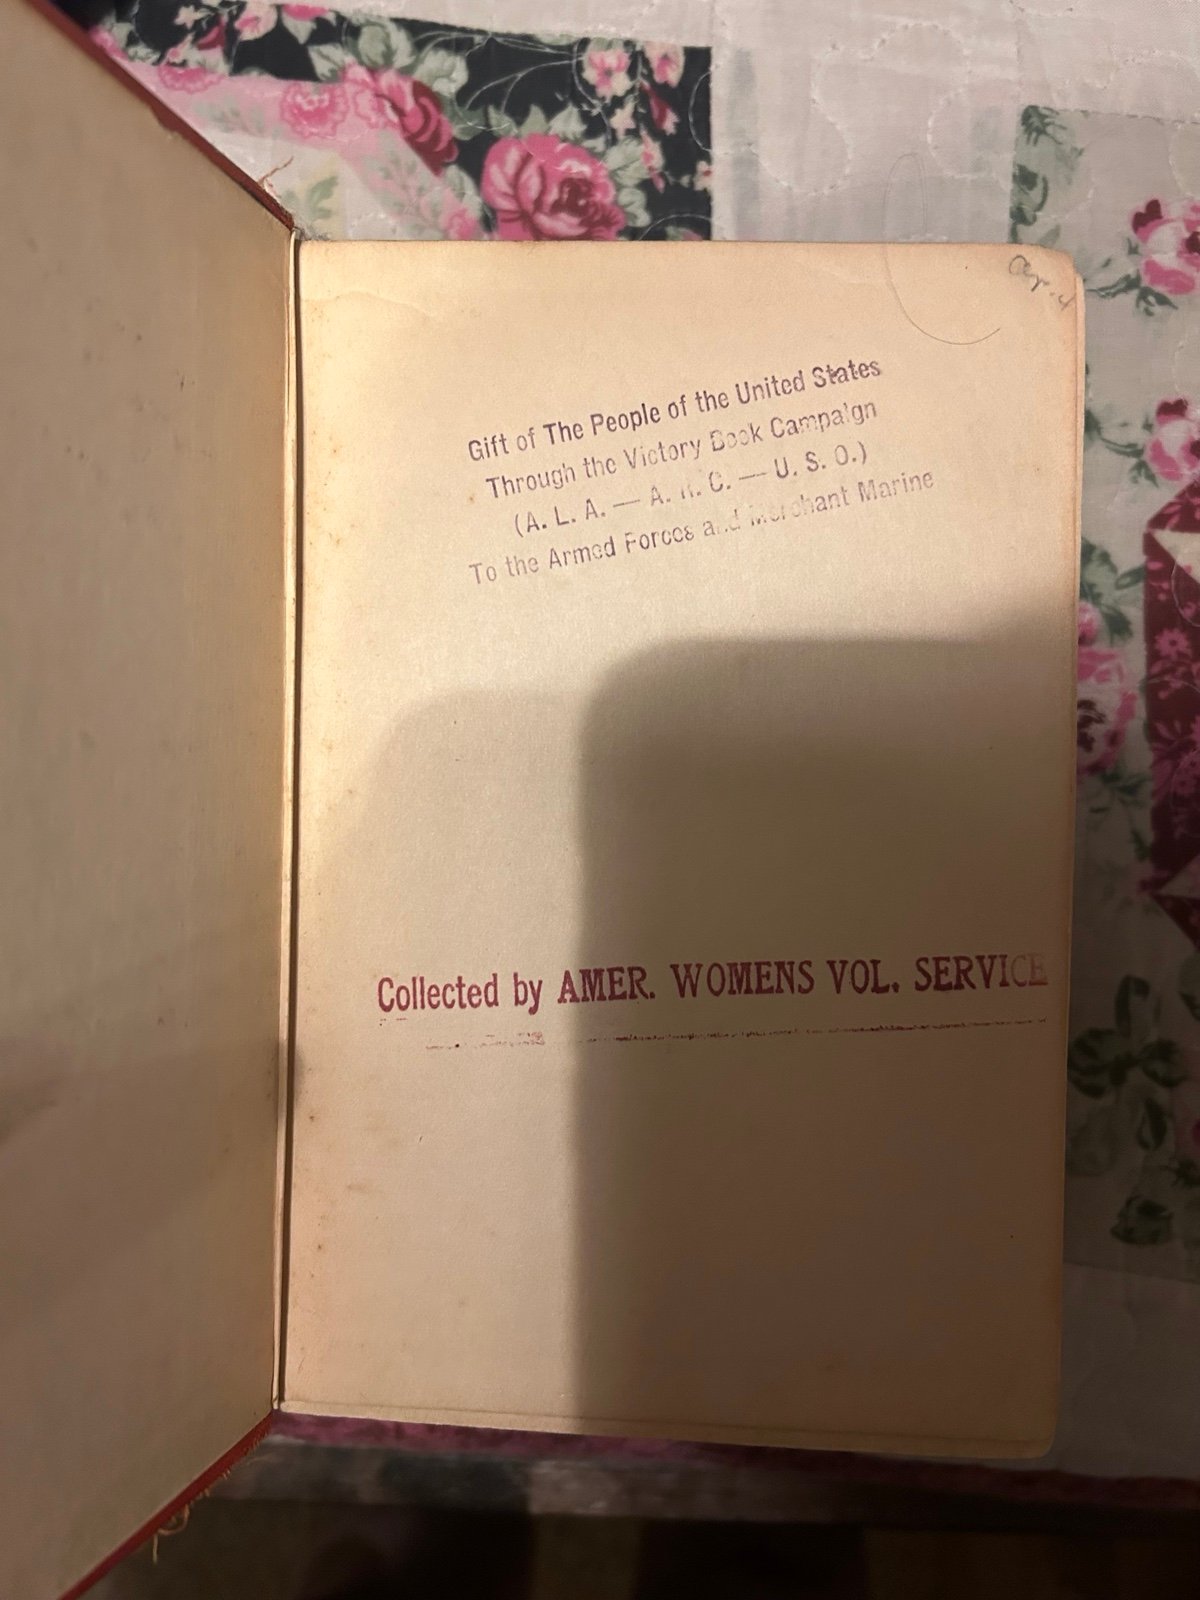 Gift of The People of the United States
Through the Victory Book Campaign
(A. L. A. — A. R. C. — U. S. O.)
To the Armed Forces and Merchant Marine
Collected by AMER. WOMENS VOL. SERVICE